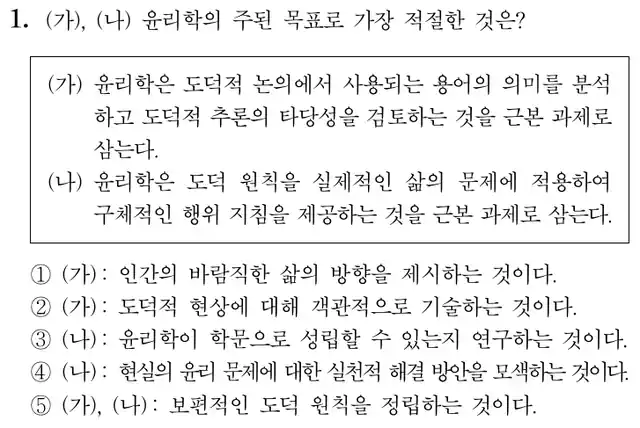 1. (가), (나) 윤리학의 주된 목표로 가장 적절한 것은?
(가) 윤리학은 도덕적 논의에서 사용되는 용어의 의미를 분석
하고 도덕적 추론의 타당성을 검토하는 것을 근본 과제로
삼는다.
(나) 윤리학은 도덕 원칙을 실제적인 삶의 문제에 적용하여
구체적인 행위 지침을 제공하는 것을 근본 과제로 삼는다.
① (가): 인간의 바람직한 삶의 방향을 제시하는 것이다.
② (가): 도덕적 현상에 대해 객관적으로 기술하는 것이다.
③ (나): 윤리학이 학문으로 성립할 수 있는지 연구하는 것이다.
④ (나): 현실의 윤리 문제에 대한 실천적 해결 방안을 모색하는 것이다.
⑤ (가), (나): 보편적인 도덕 원칙을 정립하는 것이다.